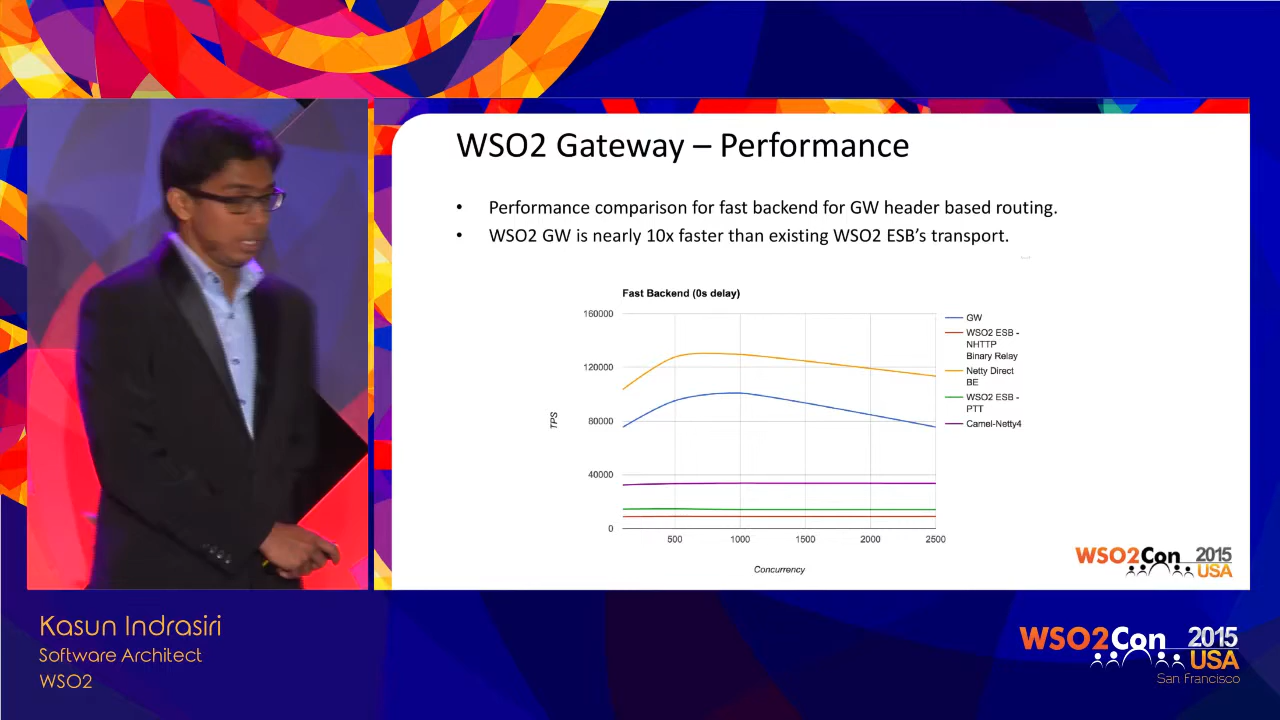 WSO2 Gateway – Performance
• Performance comparison for fast backend for GW header based routing.
• WSO2 GW is nearly 10x faster than existing WSO2 ESB's transport.
Fast Backend (0s delay)
160000
120000
80000
40000
0
TPS
500 1000 1500 2000 2500
Concurrency
GW
WSO2 ESB -
NHTTP
Binary Relay
Netty Direct
BE
WSO2 ESB -
PTT
Camel-Netty4
WSO2Con 2015
USA
Kasun Indrasiri
Software Architect
WSO2
WSO2Con 2015
USA
San Francisco